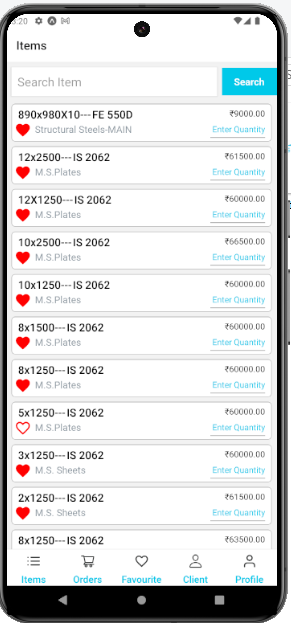 3:20
Items
Search Item
Search
890x980X10---FE 550D
₹9000.00
Structural Steels-MAIN
Enter Quantity
12x2500---IS 2062
₹61500.00
M.S.Plates
Enter Quantity
12X1250---IS 2062
₹60000.00
M.S.Plates
Enter Quantity
10x2500---IS 2062
₹66500.00
M.S.Plates
Enter Quantity
10x1250---IS 2062
₹60000.00
M.S.Plates
Enter Quantity
8x1500---IS 2062
₹60000.00
M.S.Plates
Enter Quantity
8x1250---IS 2062
₹60000.00
M.S.Plates
Enter Quantity
5x1250---IS 2062
₹60000.00
M.S.Plates
Enter Quantity
3x1250---IS 2062
₹60000.00
M.S. Sheets
Enter Quantity
2x1250---IS 2062
₹61500.00
M.S. Sheets
Enter Quantity
8x1250---IS 2062
₹63500.00
Items Orders Favourite Client Profile